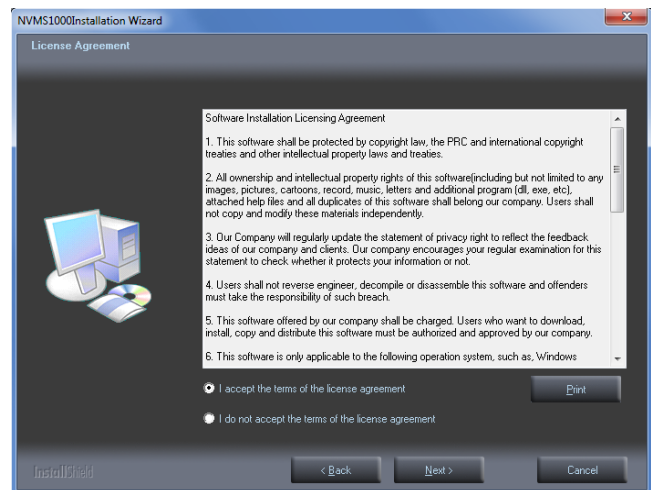 NVMS1000Installation Wizard
License Agreement
Software Installation Licensing Agreement
1. This software shall be protected by copyright law, the PRC and international copyright
treaties and other intellectual property laws and treaties.
2. All ownership and intellectual property rights of this software(including but not limited to any
images, pictures, cartoons, record, music, letters and additional program (dll, exe, etc),
attached help files and all duplicates of this software shall belong our company. Users shall
not copy and modify these materials independently.
3. Our Company will regularly update the statement of privacy right to reflect the feedback
ideas of our company and clients. Our company encourages your regular examination for this
statement to check whether it protects your information or not.
4. Users shall not reverse engineer, decompile or disassemble this software and offenders
must take the responsibility of such breach.
5. This software offered by our company shall be charged. Users who want to download,
install, copy and distribute this software must be authorized and approved by our company.
6. This software is only applicable to the following operation system, such as, Windows
I accept the terms of the license agreement
Print
I do not accept the terms of the license agreement
InstallShield
< Back
Next >
Cancel